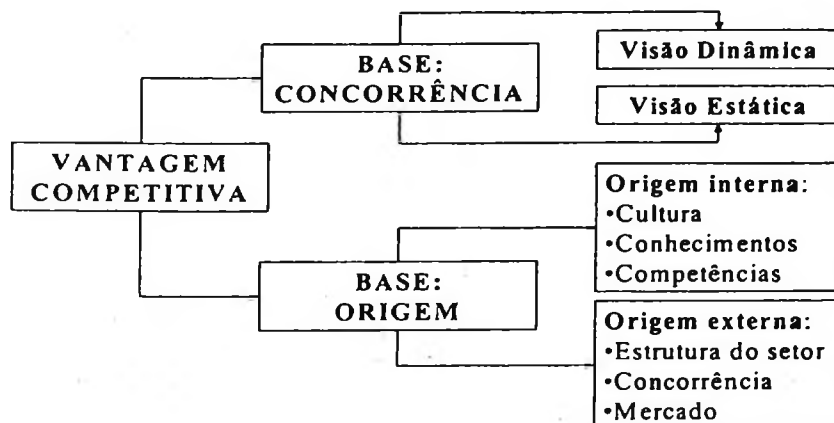 BASE:
CONCORRÊNCIA
Visão Dinâmica
Visão Estática
VANTAGEM
COMPETITIVA
BASE:
ORIGEM
Origem interna:
•Cultura
•Conhecimentos
•Competências
Origem externa:
•Estrutura do setor
•Concorrência
•Mercado